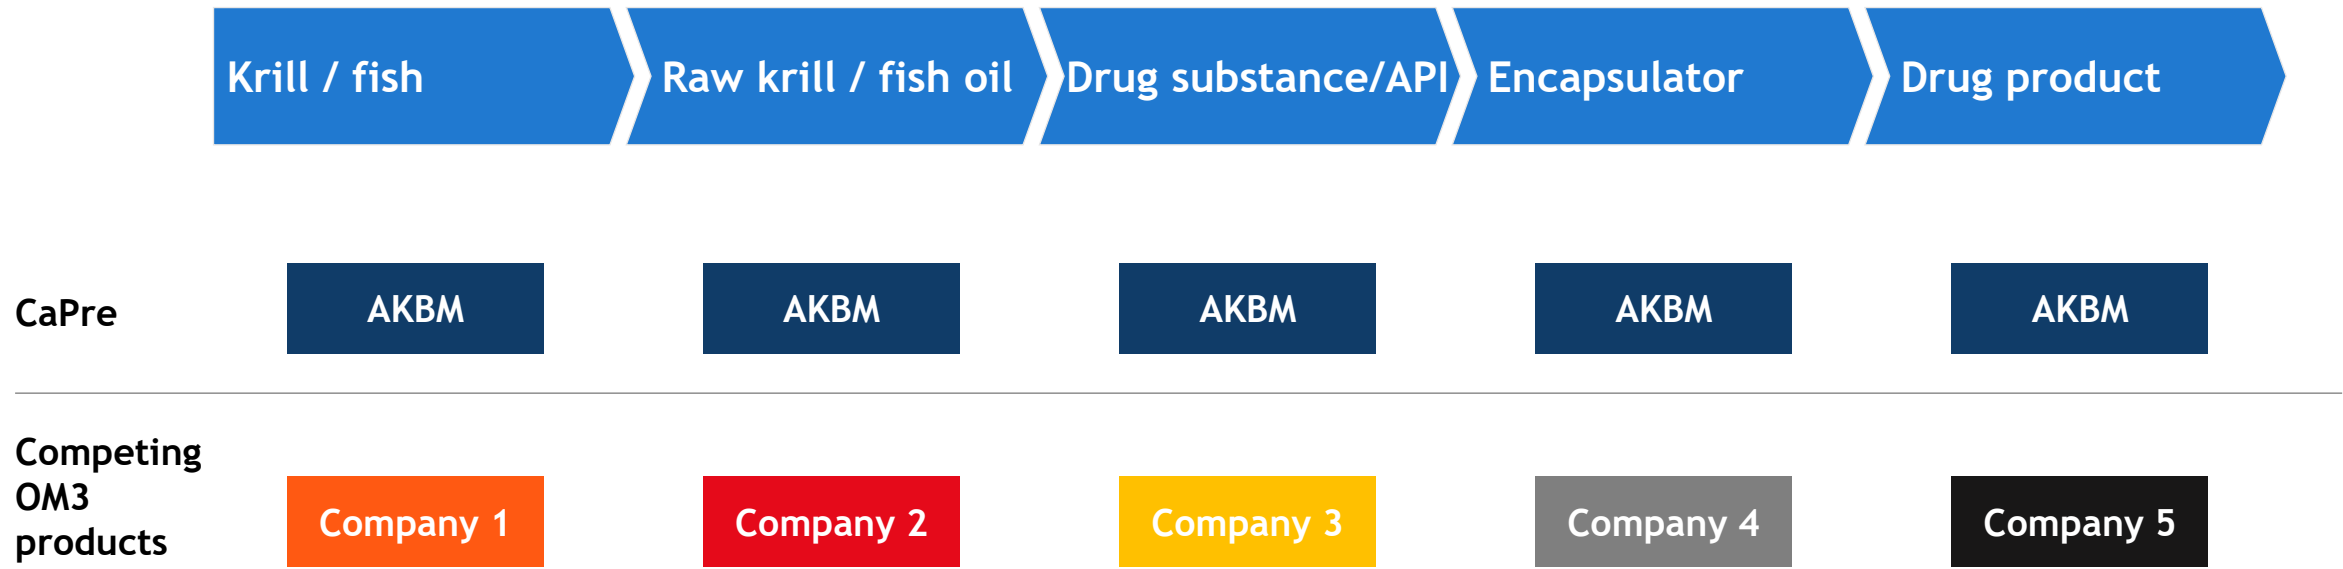 Krill / fish
Raw krill / fish oil
Drug substance/API
Encapsulator
Drug product
CaPre
AKBM
AKBM
AKBM
AKBM
AKBM
Competing
OM3
products
Company 1
Company 2
Company 3
Company 4
Company 5